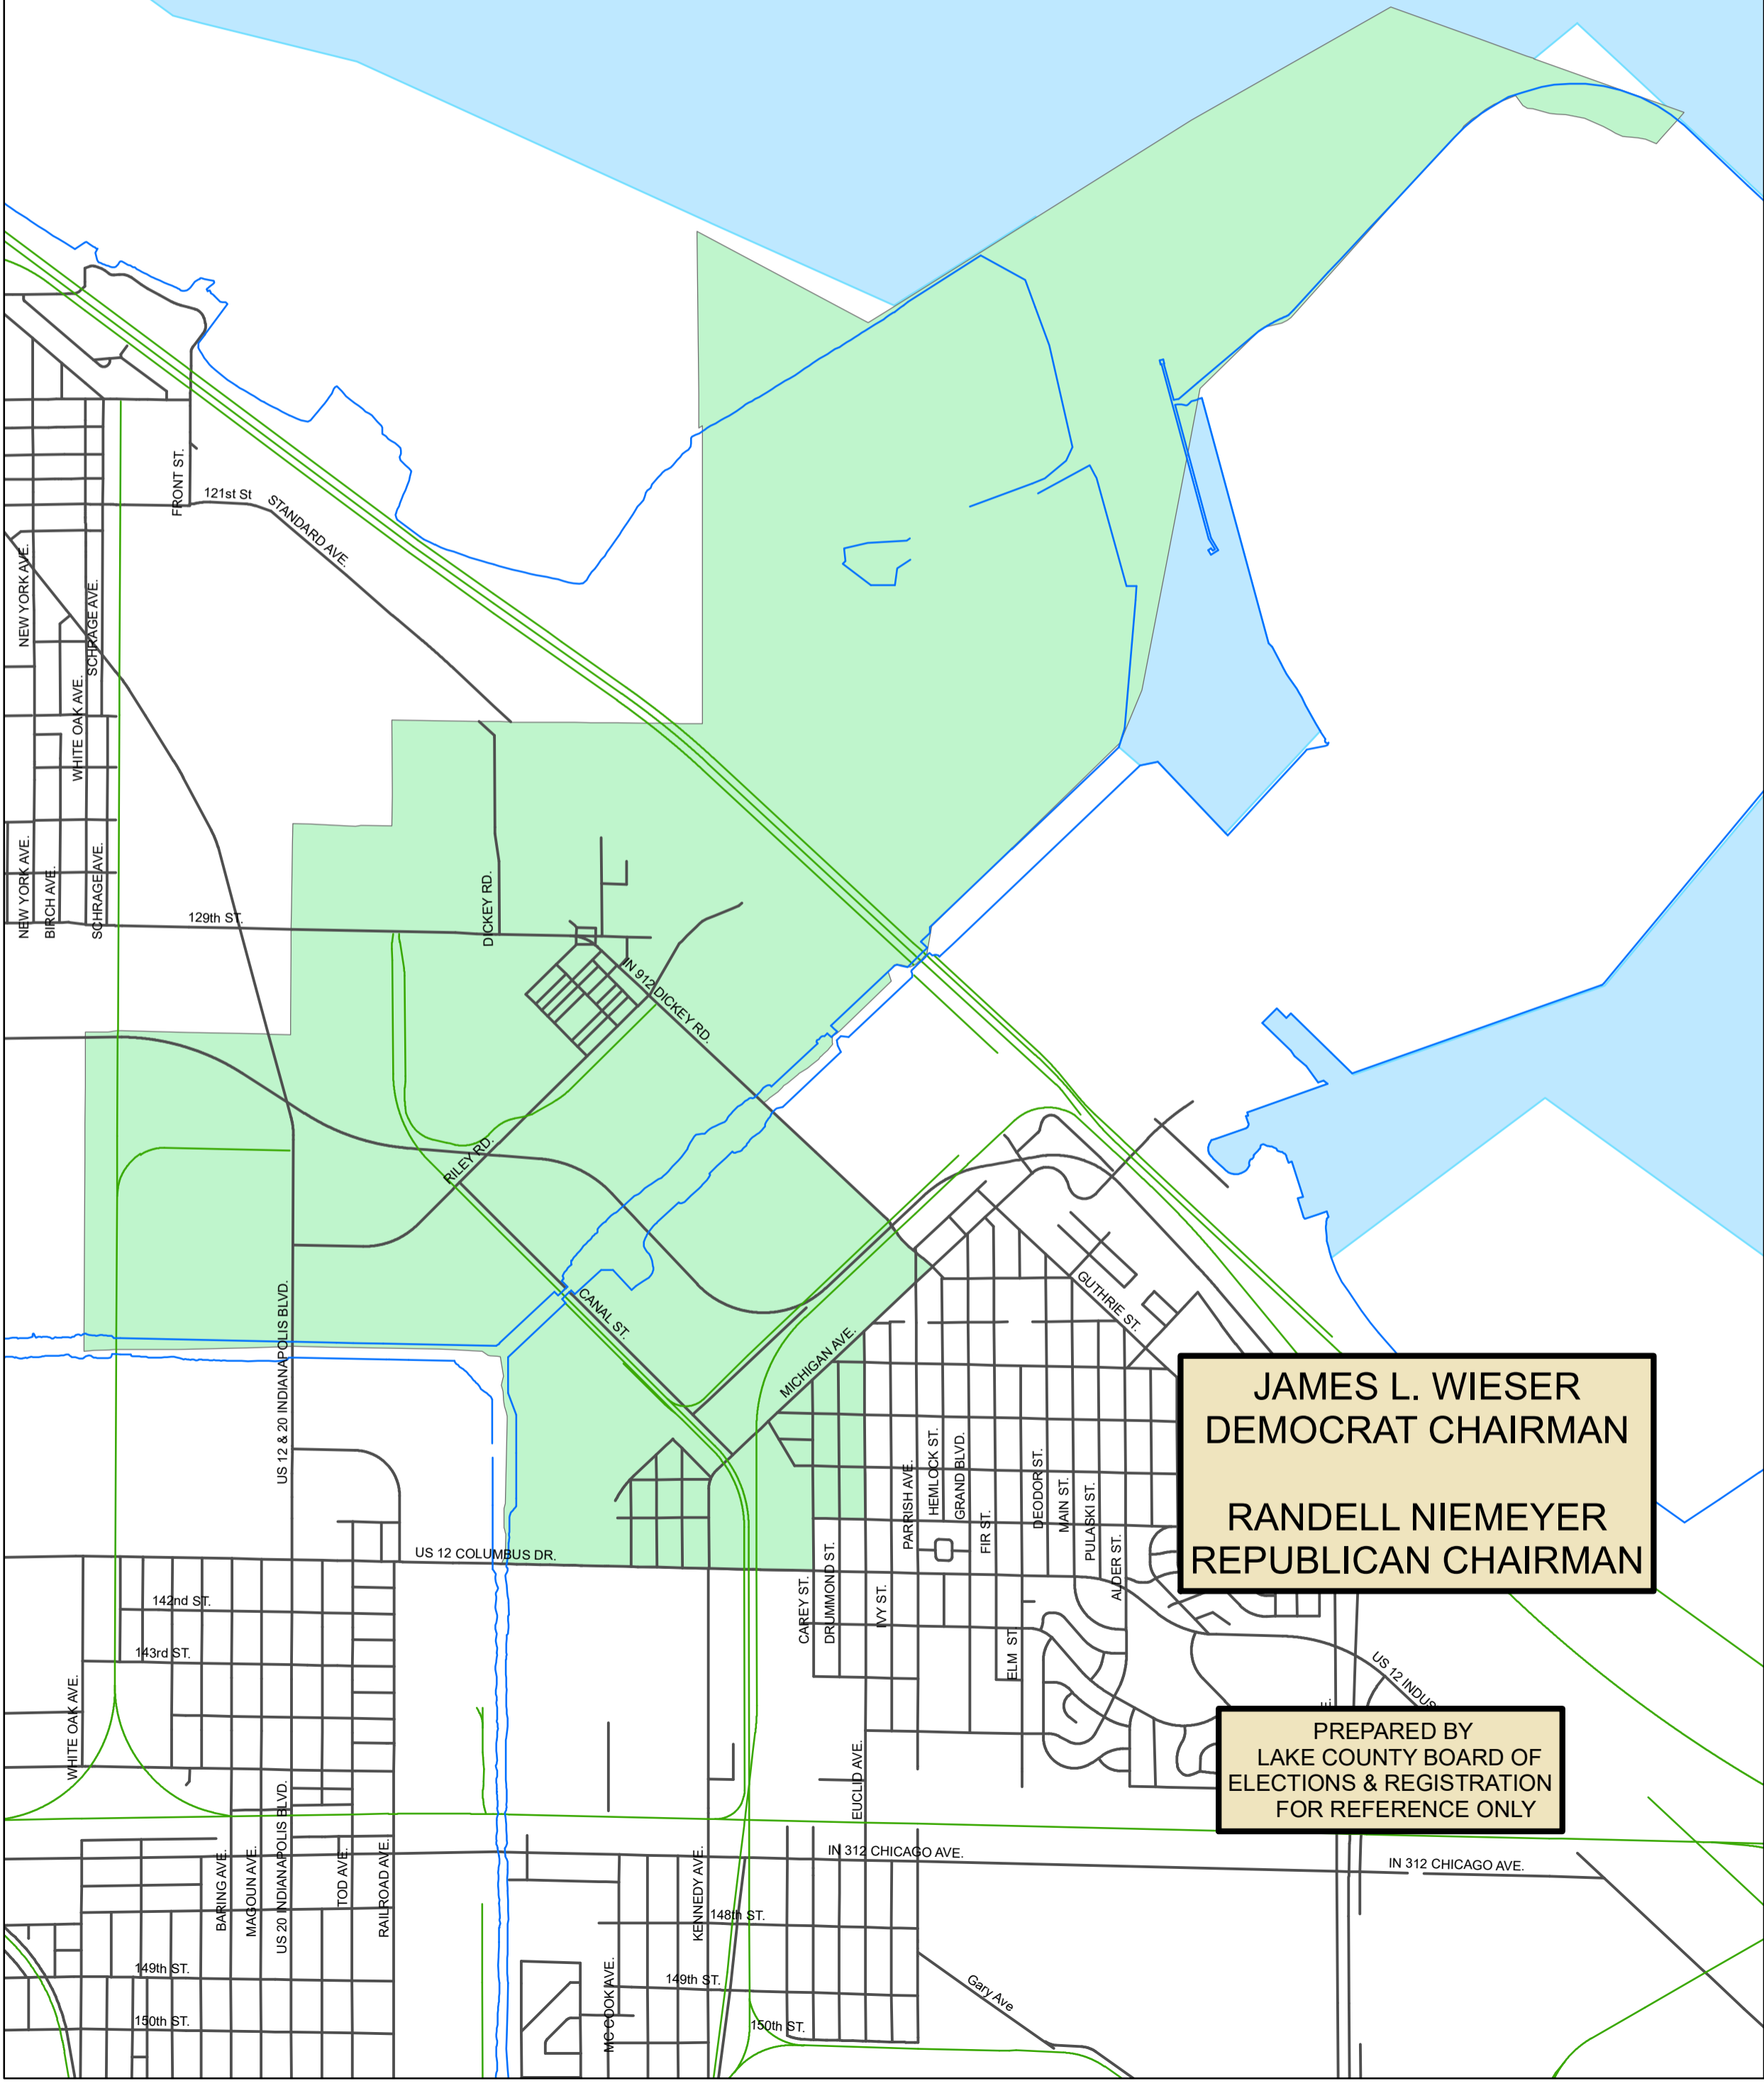 FRONT ST.
121st St
STANDARD AVE.
NEW YORK AVE.
SCHRAGE AVE.
WHITE OAK AVE.
NEW YORK AVE.
BIRCH AVE.
SCHRAGE AVE.
129th ST.
DICKEY RD.
IN 912 DICKEY RD.
RILEY RD.
US 12 & 20 INDIANAPOLIS BLVD.
CANAL ST.
MICHIGAN AVE.
GUTHRIE ST.
JAMES L. WIESER
DEMOCRAT CHAIRMAN
RANDELL NIEMEYER
REPUBLICAN CHAIRMAN
PARRISH AVE.
HEMLOCK ST.
GRAND BLVD.
FIR ST.
DEODOR ST.
MAIN ST.
PULASKI ST.
ALDER ST.
US 12 COLUMBUS DR.
CAREY ST.
DRUMMOND ST.
IVY ST.
ELM ST.
142nd ST.
143rd ST.
WHITE OAK AVE.
US 12 INDUS
E.
PREPARED BY
LAKE COUNTY BOARD OF
ELECTIONS & REGISTRATION
FOR REFERENCE ONLY
EUCLID AVE.
IN 312 CHICAGO AVE.
IN 312 CHICAGO AVE.
BARING AVE.
MAGOUN AVE.
US 20 INDIANAPOLIS BLVD.
TOD AVE.
RAILROAD AVE.
KENNEDY AVE.
148th ST.
149th ST.
149th ST.
MC COOK AVE.
Gary Ave
150th ST.
150th ST.